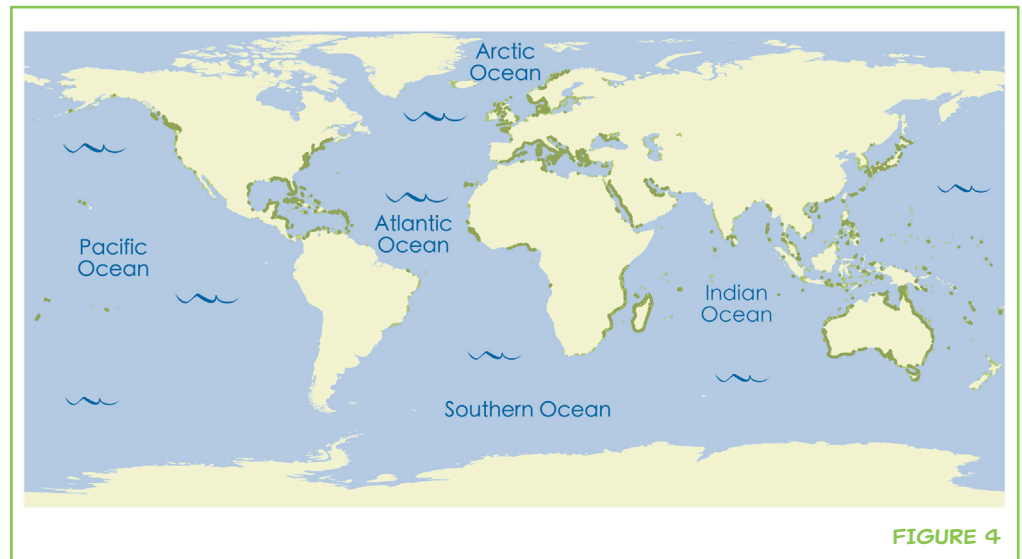 Arctic
Ocean
Atlantic
Ocean
Pacific
Ocean
Indian
Ocean
Southern Ocean
FIGURE 4